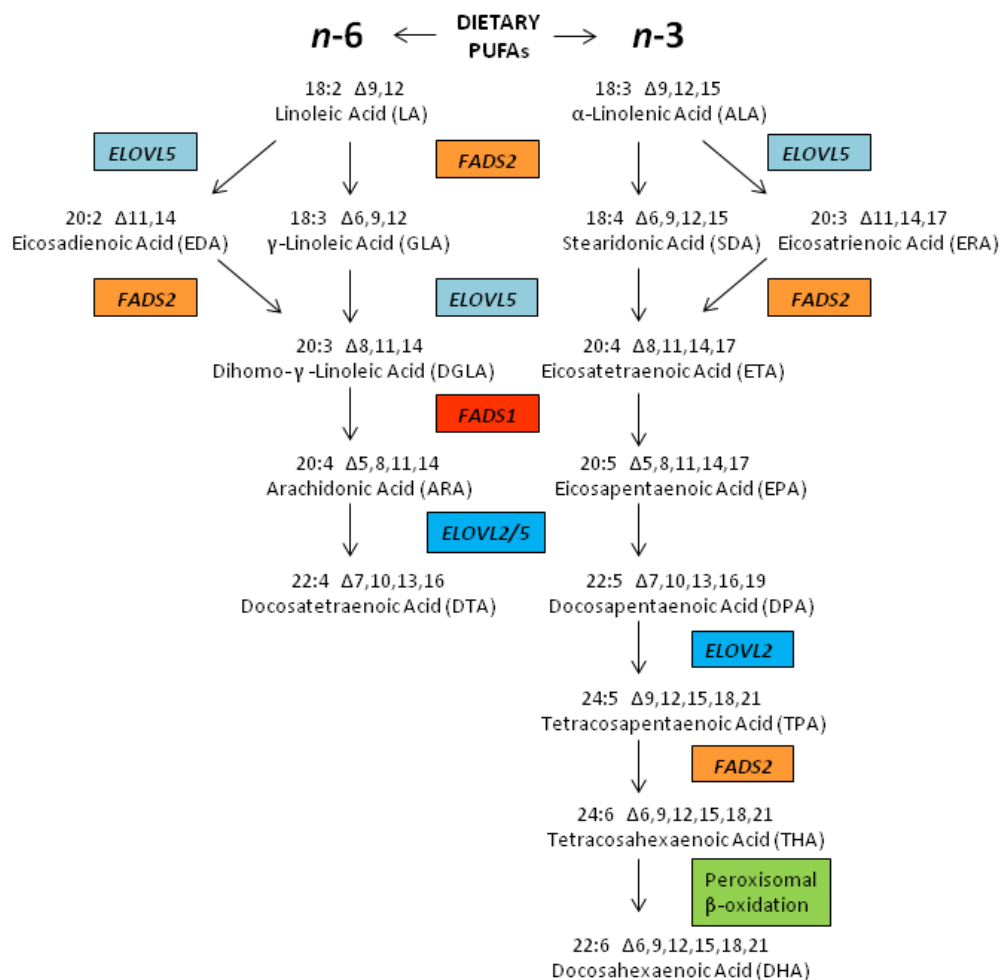 n-6
DIETARY
PUFAs
n-3
18:2 Δ9,12
Linoleic Acid (LA)
18:3 Δ9,12,15
α-Linolenic Acid (ALA)
ELOVL5
FADS2
ELOVL5
20:2 Δ11,14
Eicosadienoic Acid (EDA)
18:3 Δ6,9,12
γ-Linoleic Acid (GLA)
18:4 Δ6,9,12,15
Stearidonic Acid (SDA)
20:3 Δ11,14,17
Eicosatrienoic Acid (ERA)
FADS2
ELOVL5
FADS2
20:3 Δ8,11,14
Dihomo-γ-Linoleic Acid (DGLA)
20:4 Δ8,11,14,17
Eicosatetraenoic Acid (ETA)
FADS1
20:4 Δ5,8,11,14
Arachidonic Acid (ARA)
20:5 Δ5,8,11,14,17
Eicosapentaenoic Acid (EPA)
ELOVL2/5
22:4 Δ7,10,13,16
Docosatetraenoic Acid (DTA)
22:5 Δ7,10,13,16,19
Docosapentaenoic Acid (DPA)
ELOVL2
24:5 Δ9,12,15,18,21
Tetracosapentaenoic Acid (TPA)
FADS2
24:6 Δ6,9,12,15,18,21
Tetracosahexaenoic Acid (THA)
Peroxisomal
β-oxidation
22:6 Δ6,9,12,15,18,21
Docosahexaenoic Acid (DHA)